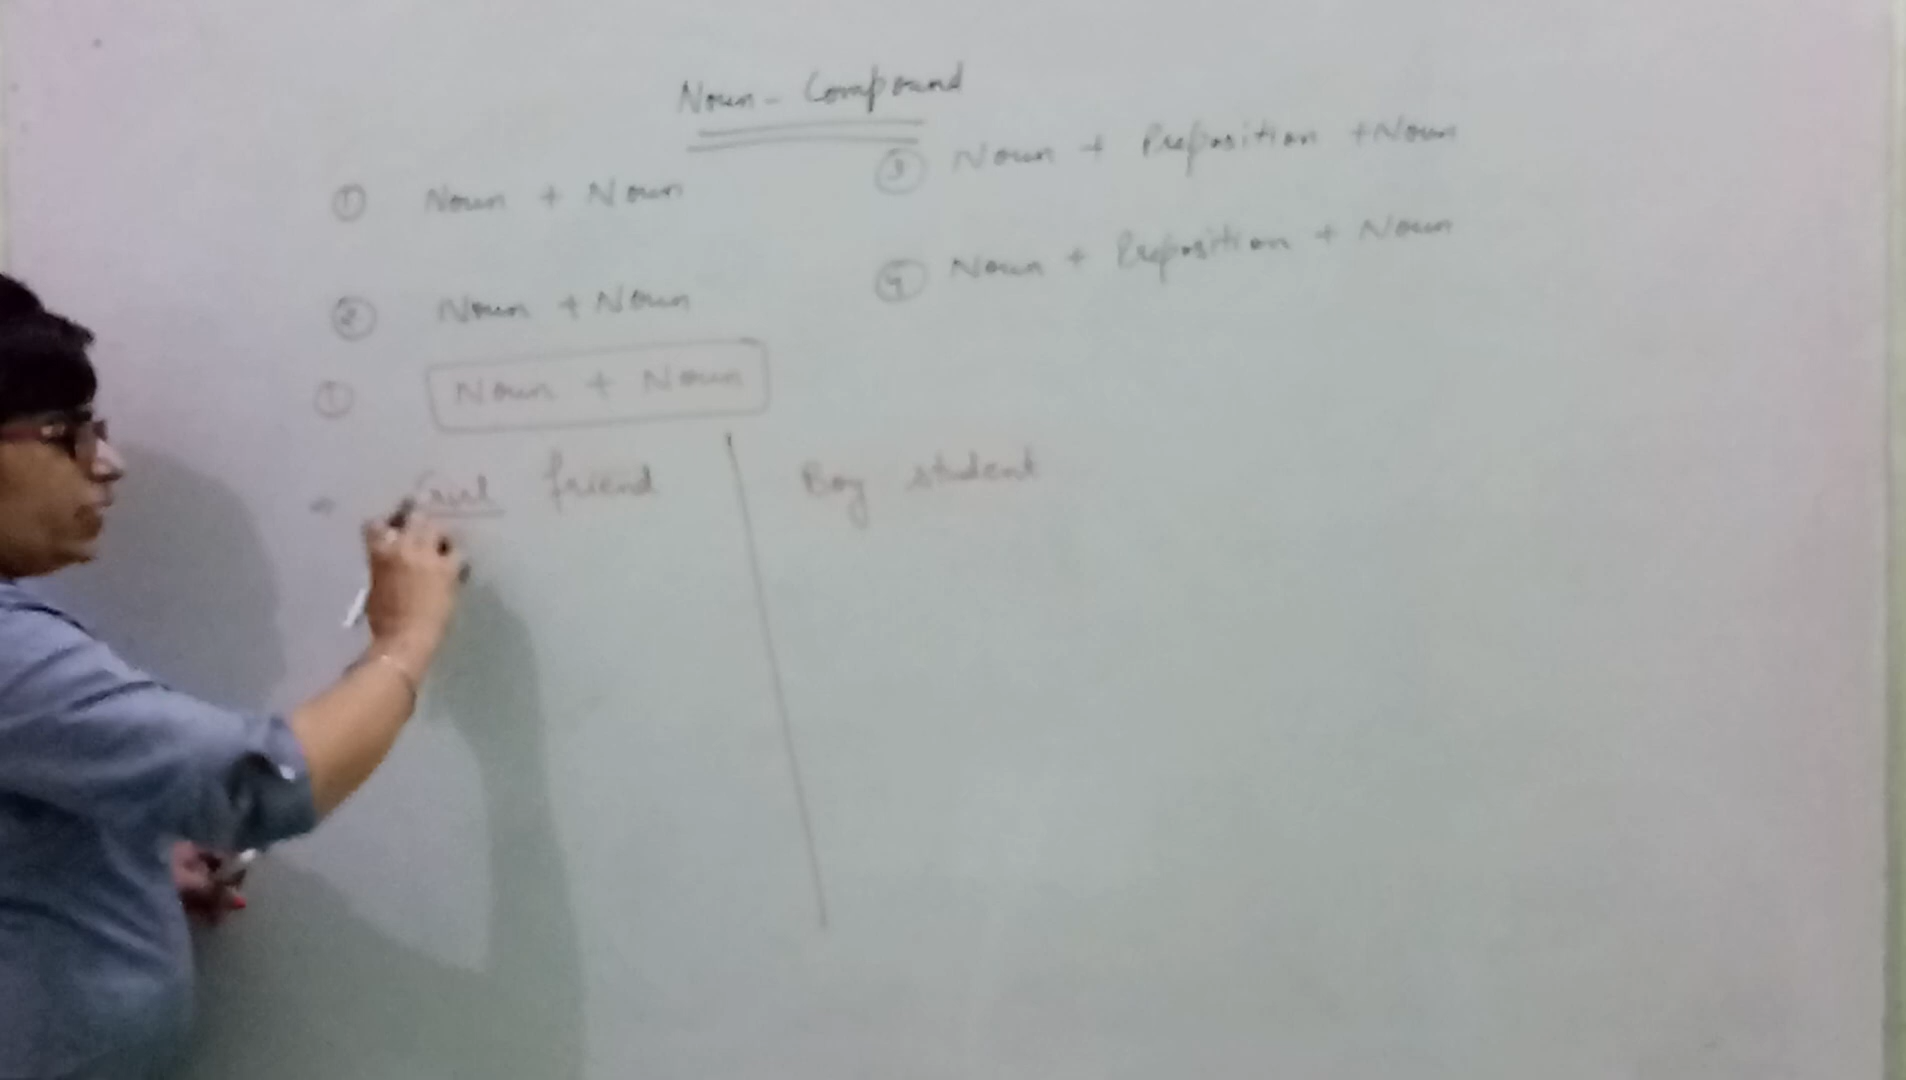 Noun - Compound
① Noun + Noun
② Noun + Noun
③ Noun + Preposition + Noun
④ Noun + Preposition + Noun
① Noun + Noun
Girl friend
Boy student